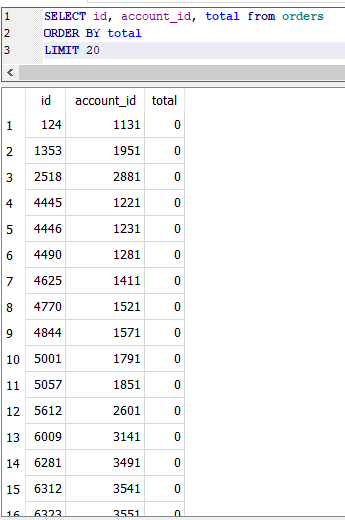 1 SELECT id, account_id, total from orders
2 ORDER BY total
3 LIMIT 20
id account_id total
1 124 1131 0
2 1353 1951 0
3 2518 2881 0
4 4445 1221 0
5 4446 1231 0
6 4490 1281 0
7 4625 1411 0
8 4770 1521 0
9 4844 1571 0
10 5001 1791 0
11 5057 1851 0
12 5612 2601 0
13 6009 3141 0
14 6281 3491 0
15 6312 3541 0
16 6323 3551 0